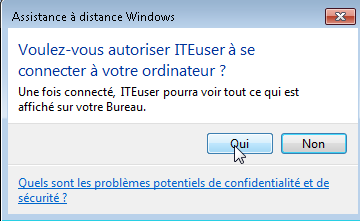 Assistance à distance Windows
Voulez-vous autoriser ITEuser à se
connecter à votre ordinateur ?
Une fois connecté, ITEuser pourra voir tout ce qui est
affiché sur votre Bureau.
Oui Non
Quels sont les problèmes potentiels de confidentialité et de
sécurité ?